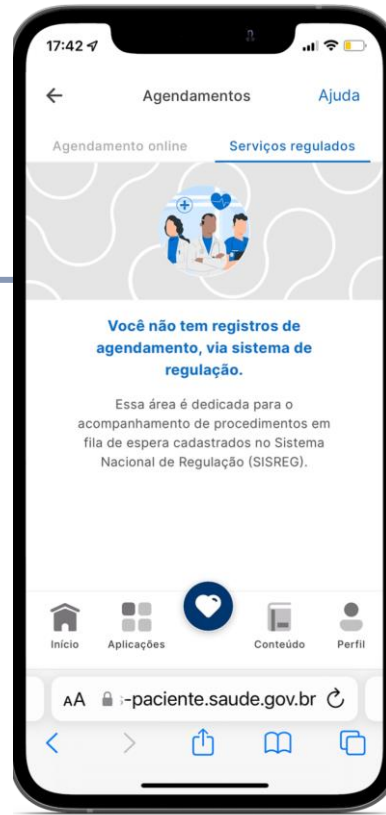 17:42
Agendamentos
Ajuda
Agendamento online
Serviços regulados
Você não tem registros de
agendamento, via sistema de
regulação.
Essa área é dedicada para o
acompanhamento de procedimentos em
fila de espera cadastrados no Sistema
Nacional de Regulação (SISREG).
Início
Aplicações
Conteúdo
Perfil
AA
-paciente.saude.gov.br